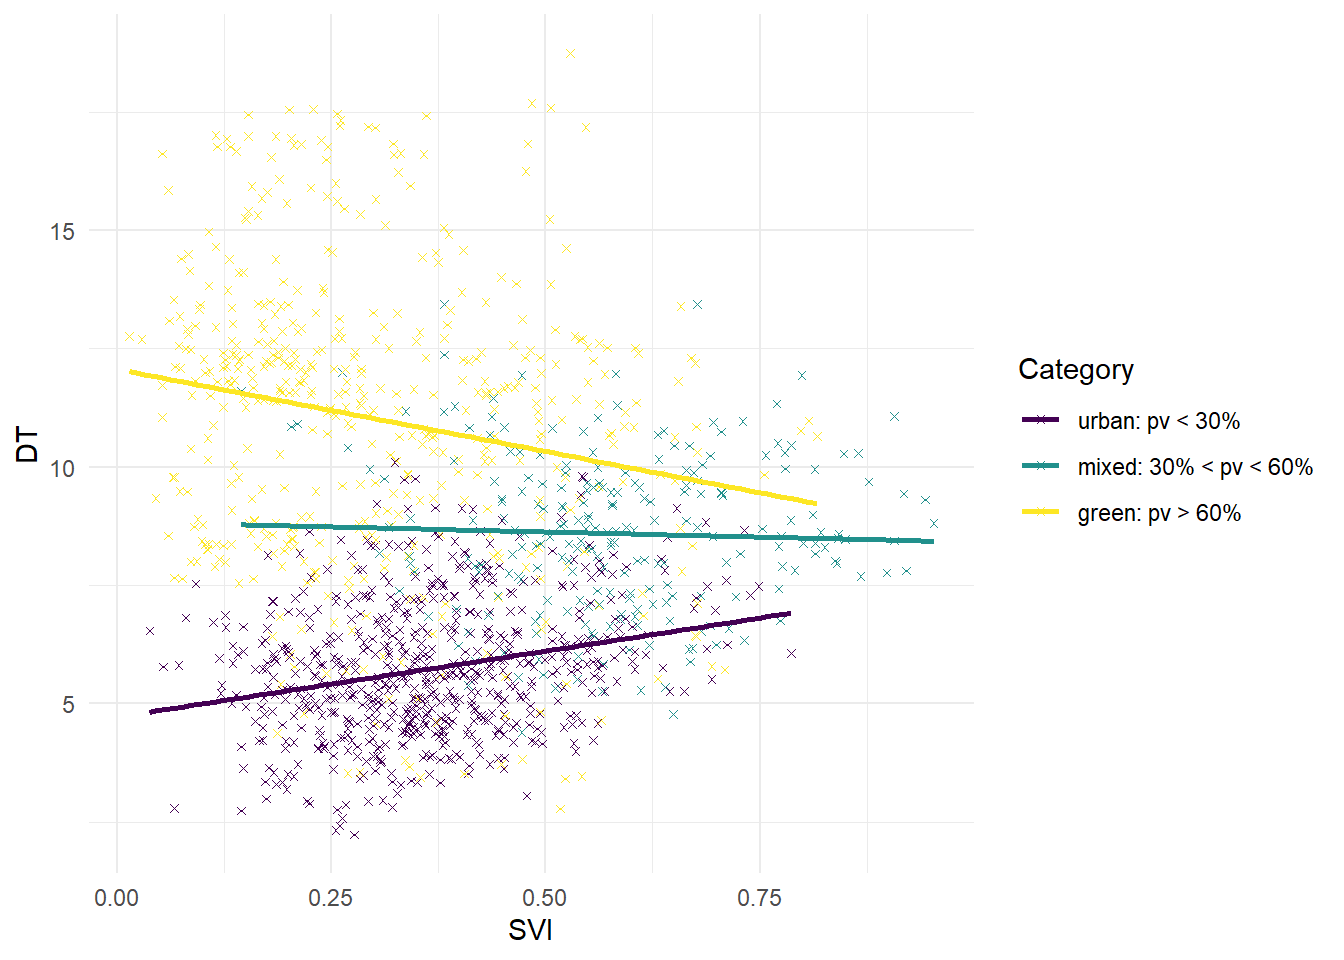 DT
15
10
5
0.00
0.25
0.50
0.75
SVI
Category
urban: pv < 30%
mixed: 30% < pv < 60%
green: pv > 60%